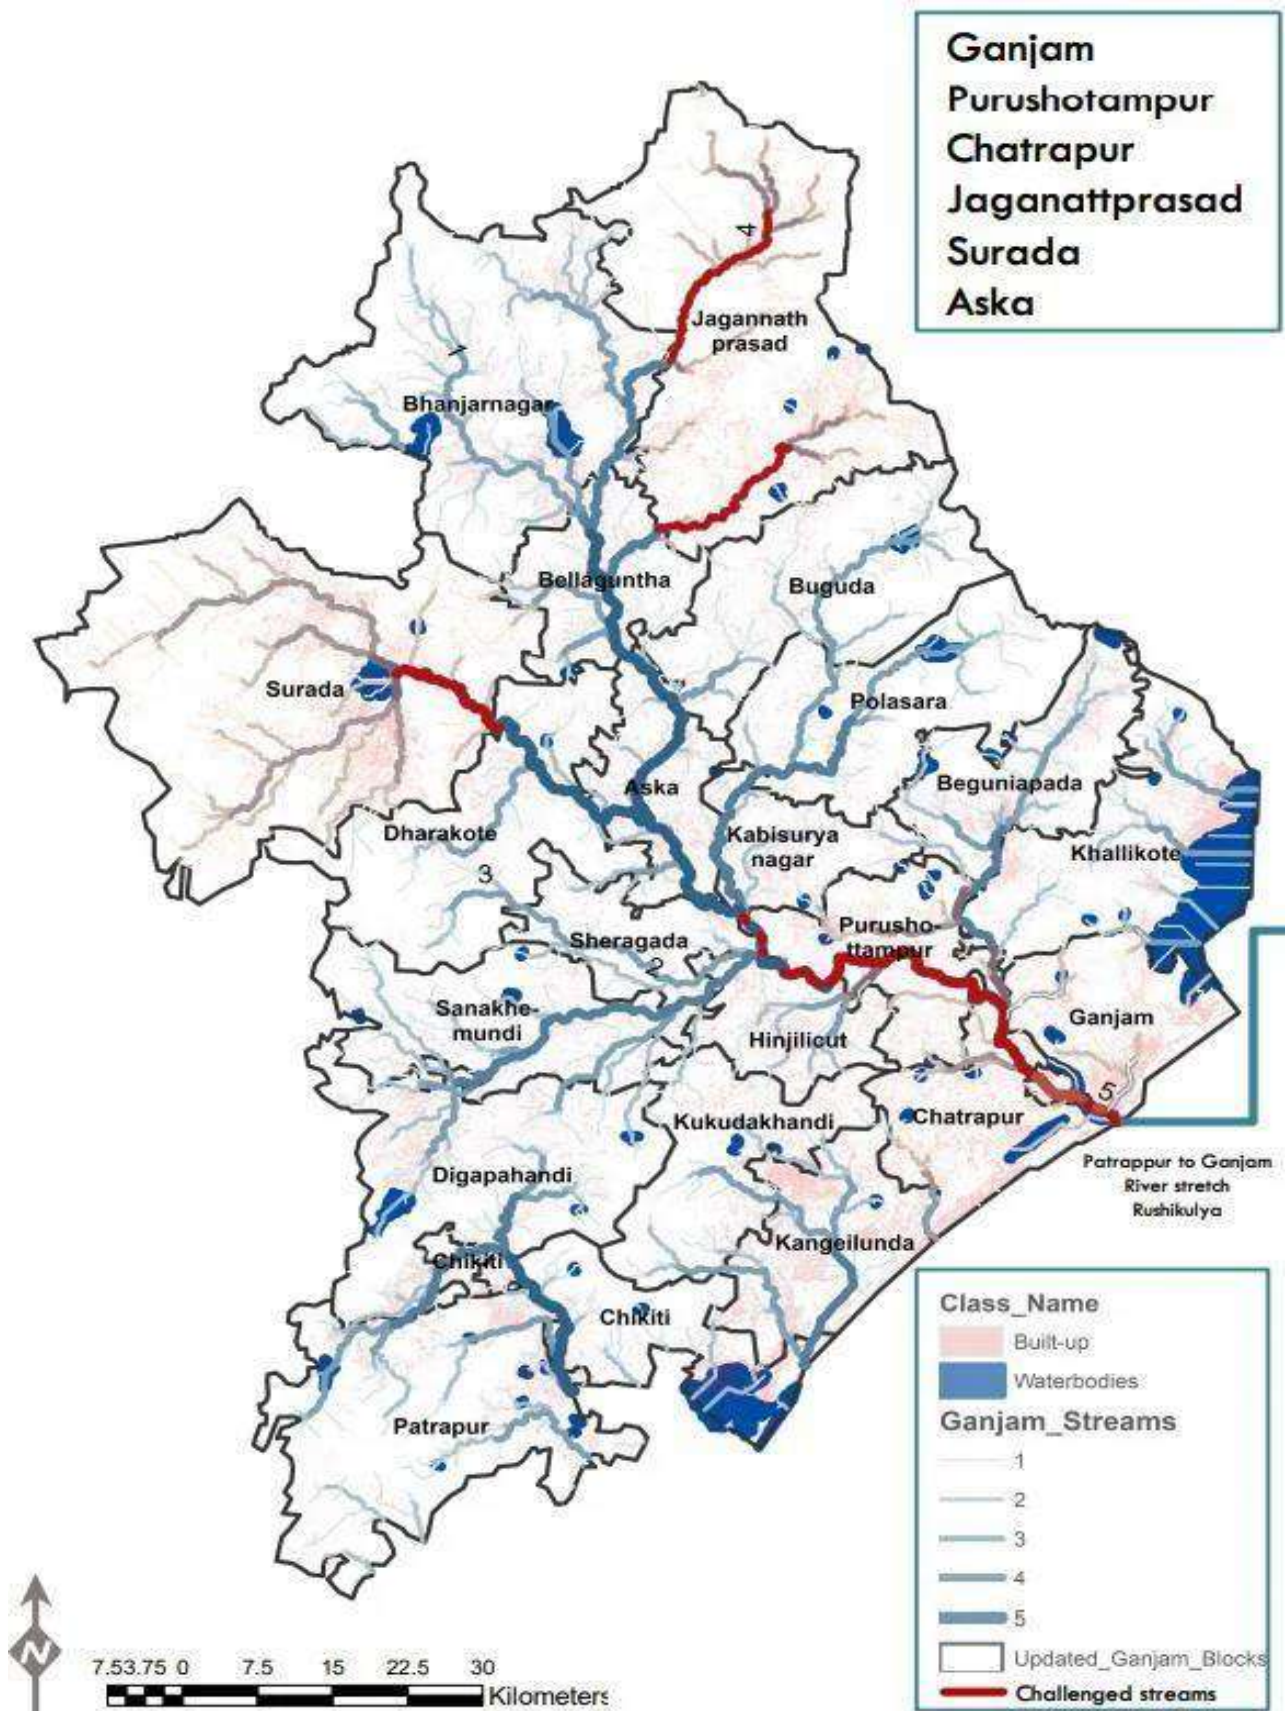 Ganjam
Purushotampur
Chatrapur
Jaganattprasad
Surada
Aska
4
Jagannath
prasad
1
Bhanjarnagar
Bellaguntha
Buguda
Surada
Polasara
Aska
Beguniapada
Dharakote
Kabisurya
nagar
Khallikote
3
Purusho-
ttampur
Sheragada
2
Sanakhe-
mundi
Ganjam
Hinjilicut
5
Kukudakhandi
Chatrapur
Patrappur to Ganjam
River stretch
Rushikulya
Digapahandi
Kangeilunda
Chikiti
Chikiti
Patrapur
Class_Name
Built-up
Waterbodies
Ganjam_Streams
1
2
3
4
5
Updated_Ganjam_Blocks
Challenged streams
N
7.53.75 0 7.5 15 22.5 30
Kilometers